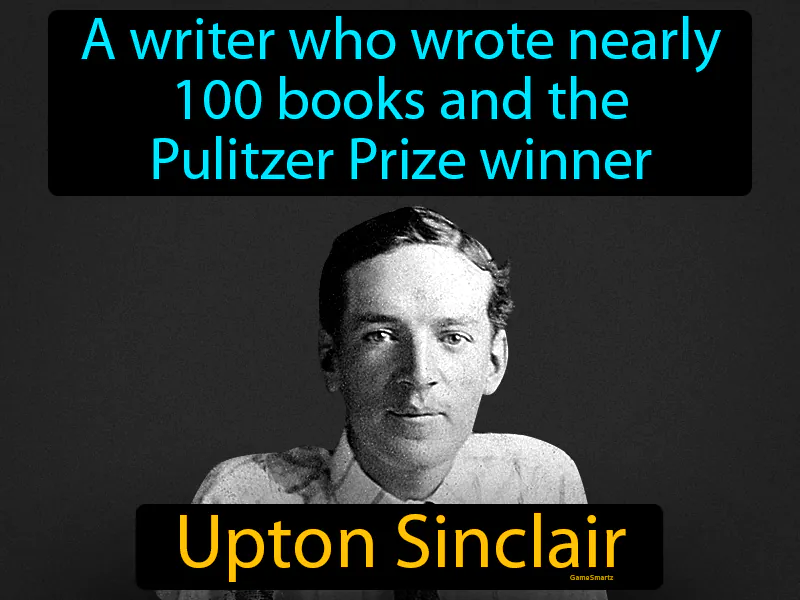 A writer who wrote nearly
100 books and the
Pulitzer Prize winner
Upton Sinclair
GameSmartz